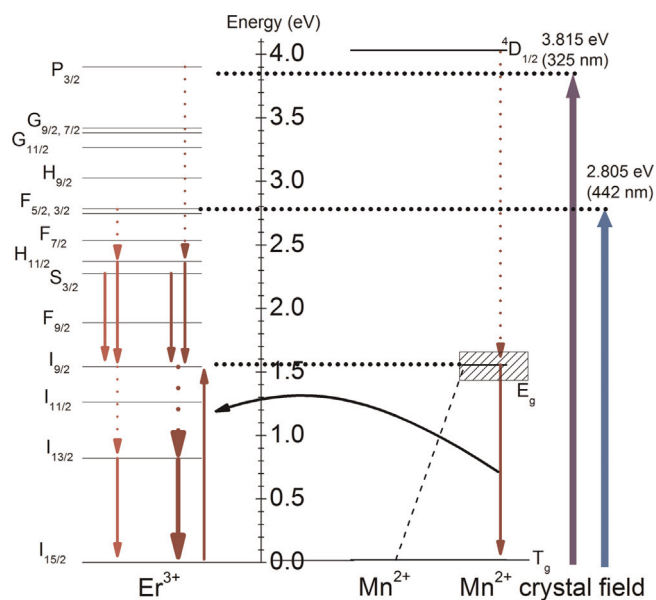 Energy (eV)
4.0
3.5
3.0
2.5
2.0
1.5
1.0
0.5
0.0
P3/2
G9/2, 7/2
G11/2
H9/2
F5/2, 3/2
F7/2
H11/2
S3/2
F9/2
I9/2
I11/2
I13/2
I15/2
4D1/2
3.815 eV
(325 nm)
2.805 eV
(442 nm)
Eg
Tg
Er3+
Mn2+
Mn2+
crystal field